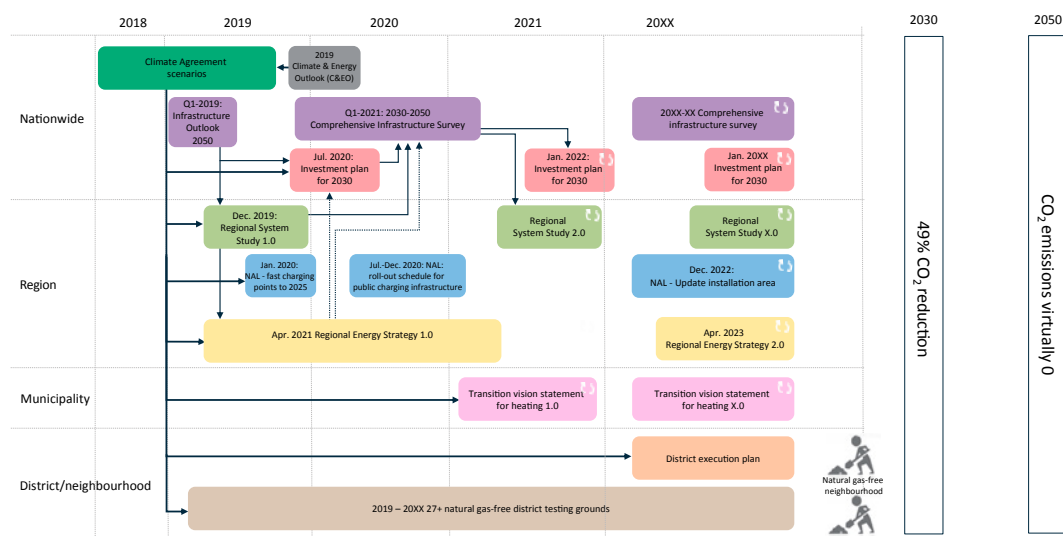 2018
2019
2020
2021
20XX
2030
2050
Nationwide
Climate Agreement
scenarios
2019
Climate & Energy
Outlook (C&EO)
Q1-2019:
Infrastructure
Outlook
2050
Q1-2021: 2030-2050
Comprehensive Infrastructure Survey
20XX-XX Comprehensive
infrastructure survey
Jul. 2020:
Investment plan
for 2030
Jan. 2022:
Investment plan
for 2030
Jan. 20XX
Investment plan
for 2030
Region
Dec. 2019:
Regional System
Study 1.0
Regional
System Study 2.0
Regional
System Study X.0
Jan. 2020:
NAL - fast charging
points to 2025
Jul.-Dec. 2020: NAL:
roll-out schedule for
public charging infrastructure
Dec. 2022:
NAL - Update installation area
Apr. 2021 Regional Energy Strategy 1.0
Apr. 2023
Regional Energy Strategy 2.0
Municipality
Transition vision statement
for heating 1.0
Transition vision statement
for heating X.0
District/neighbourhood
District execution plan
Natural gas-free
neighbourhood
2019 – 20XX 27+ natural gas-free district testing grounds
49% CO2 reduction
CO2 emissions virtually 0